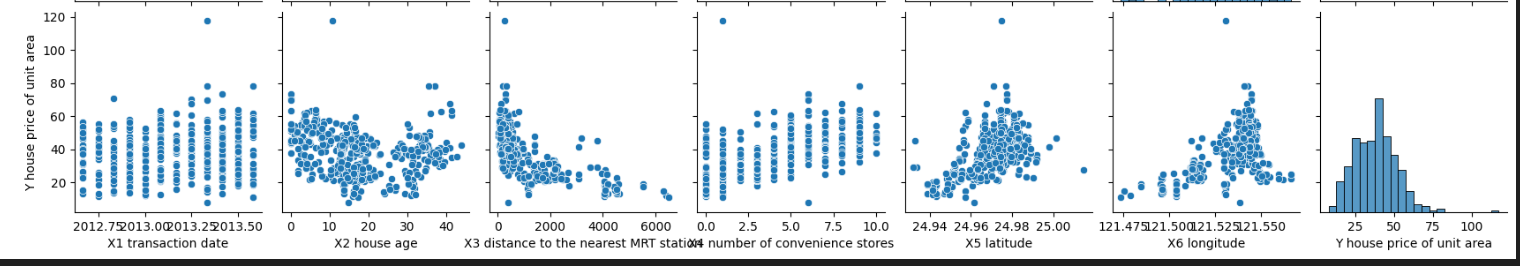 120
100
80
60
40
20
Y house price of unit area
2012.75 2013.00 2013.25 2013.50
X1 transaction date
0 10 20 30 40
X2 house age
0 2000 4000 6000
X3 distance to the nearest MRT station
0.0 2.5 5.0 7.5 10.0
X4 number of convenience stores
24.94 24.96 24.98 25.00
X5 latitude
121.475 121.500 121.525 121.550
X6 longitude
25 50 75 100
Y house price of unit area